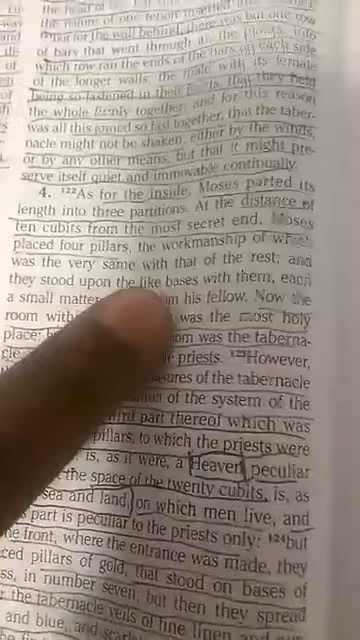 the head of
the nature of one tenon inserted into
for the wall behind, there was but one row
of bars that went through all the
which row ran the ends of the bars on each side
of the longer walls; the male with its female
being so fastened in their that they held
the whole firmly together; and for this reason
was all this joined so fast together, that the taber-
nacle might not be shaken, either by the winds,
or by any other means, but that it might pre-
serve itself quiet and immovable continually.
4. 122As for the inside, Moses parted its
length into three partitions. At the distance of
ten cubits from the most secret end, Moses
placed four pillars, the workmanship of which
was the very same with that of the rest; and
they stood upon the like bases with them, each
a small matter his fellow. Now the
room was the most holy
place; was the taberna-
cle priests. 123However,
of the tabernacle
of the system of the
third part thereof which was
pillars, to which the priests were
is, as it were, a Heaven peculiar
the space of the twenty cubits, is, as
sea and land, on which men live, and
part is peculiar to the priests only; 124but
the front, where the entrance was made, they
pillars of gold, that stood on bases of
in number seven; but then they spread
the tabernacle veils of fine linen,
and blue, and scarlet